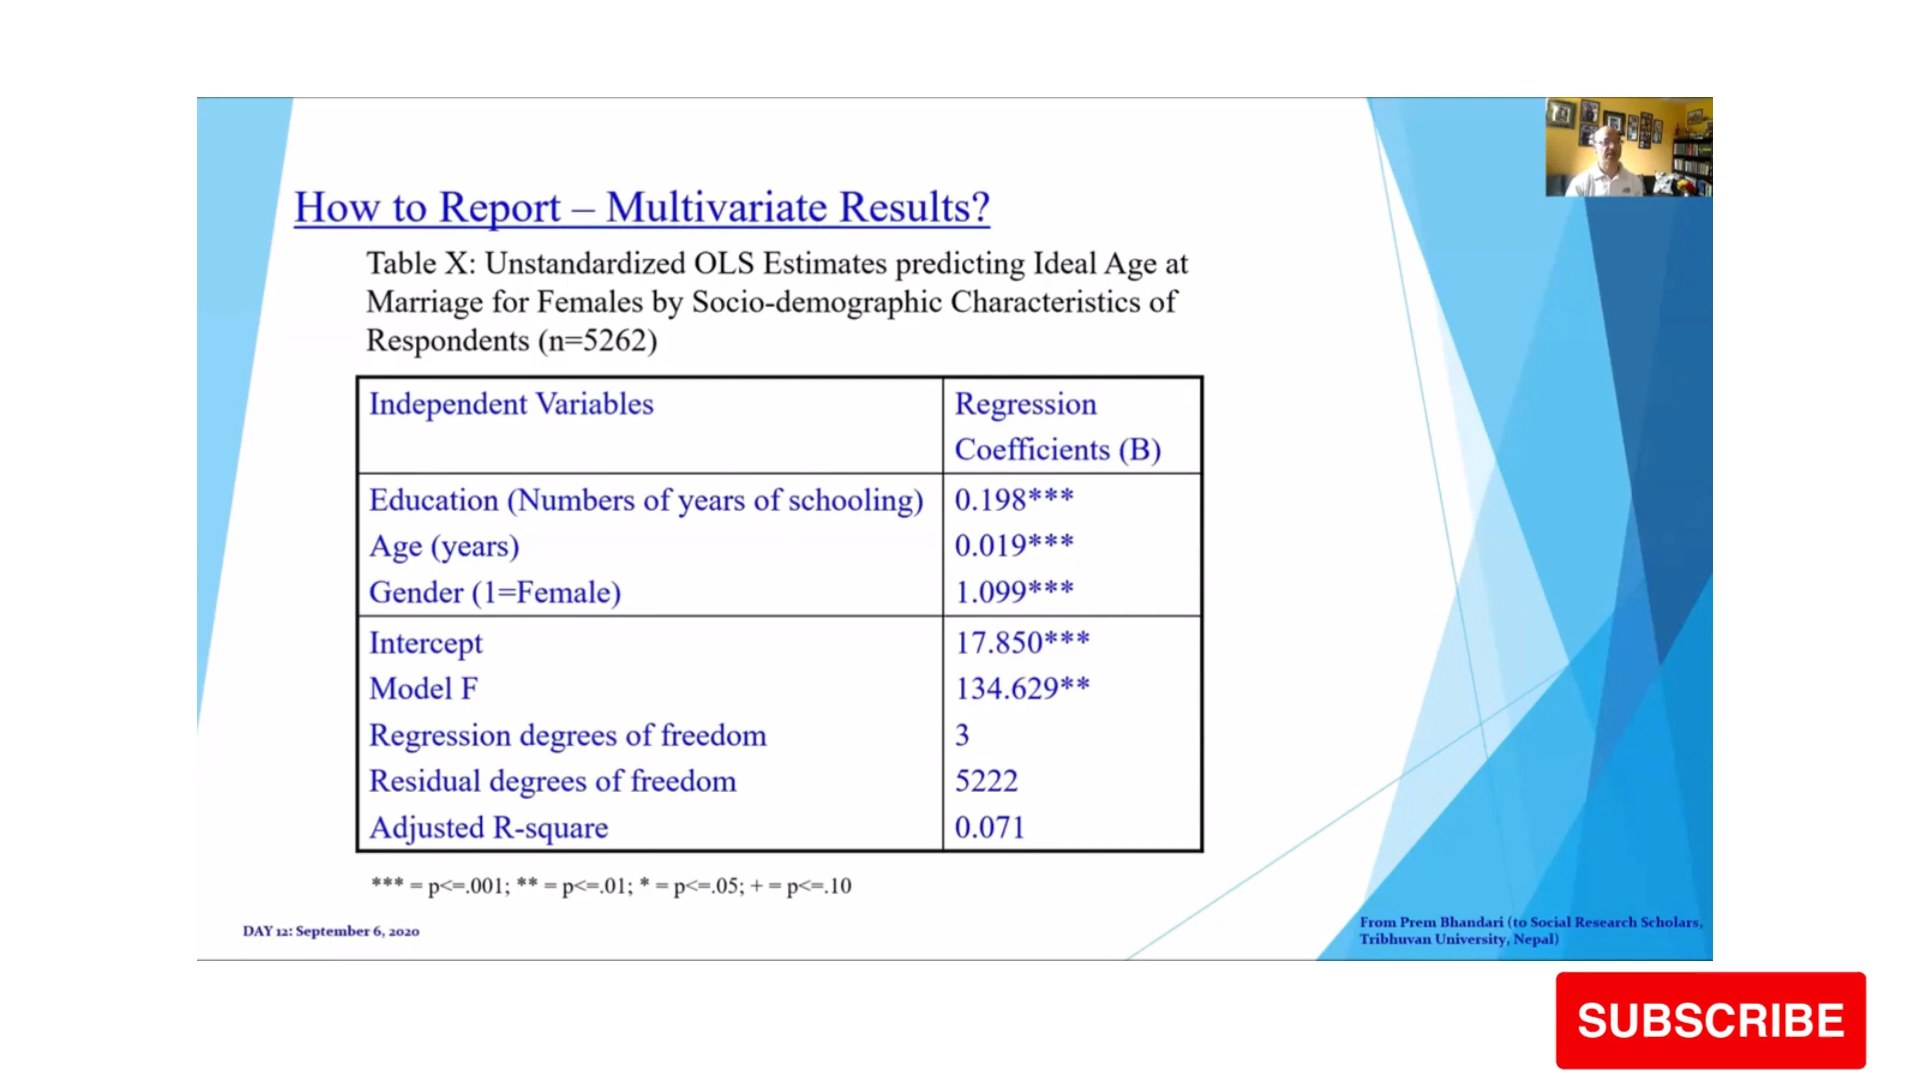 How to Report – Multivariate Results?
Table X: Unstandardized OLS Estimates predicting Ideal Age at
Marriage for Females by Socio-demographic Characteristics of
Respondents (n=5262)
Independent Variables
Regression
Coefficients (B)
Education (Numbers of years of schooling) 0.198***
Age (years) 0.019***
Gender (1=Female) 1.099***
Intercept 17.850***
Model F 134.629**
Regression degrees of freedom 3
Residual degrees of freedom 5222
Adjusted R-square 0.071
*** = p<=.001; ** = p<=.01; * = p<=.05; + = p<=.10
DAY 12: September 6, 2020
From Prem Bhandari (to Social Research Scholars,
Tribhuvan University, Nepal)
SUBSCRIBE